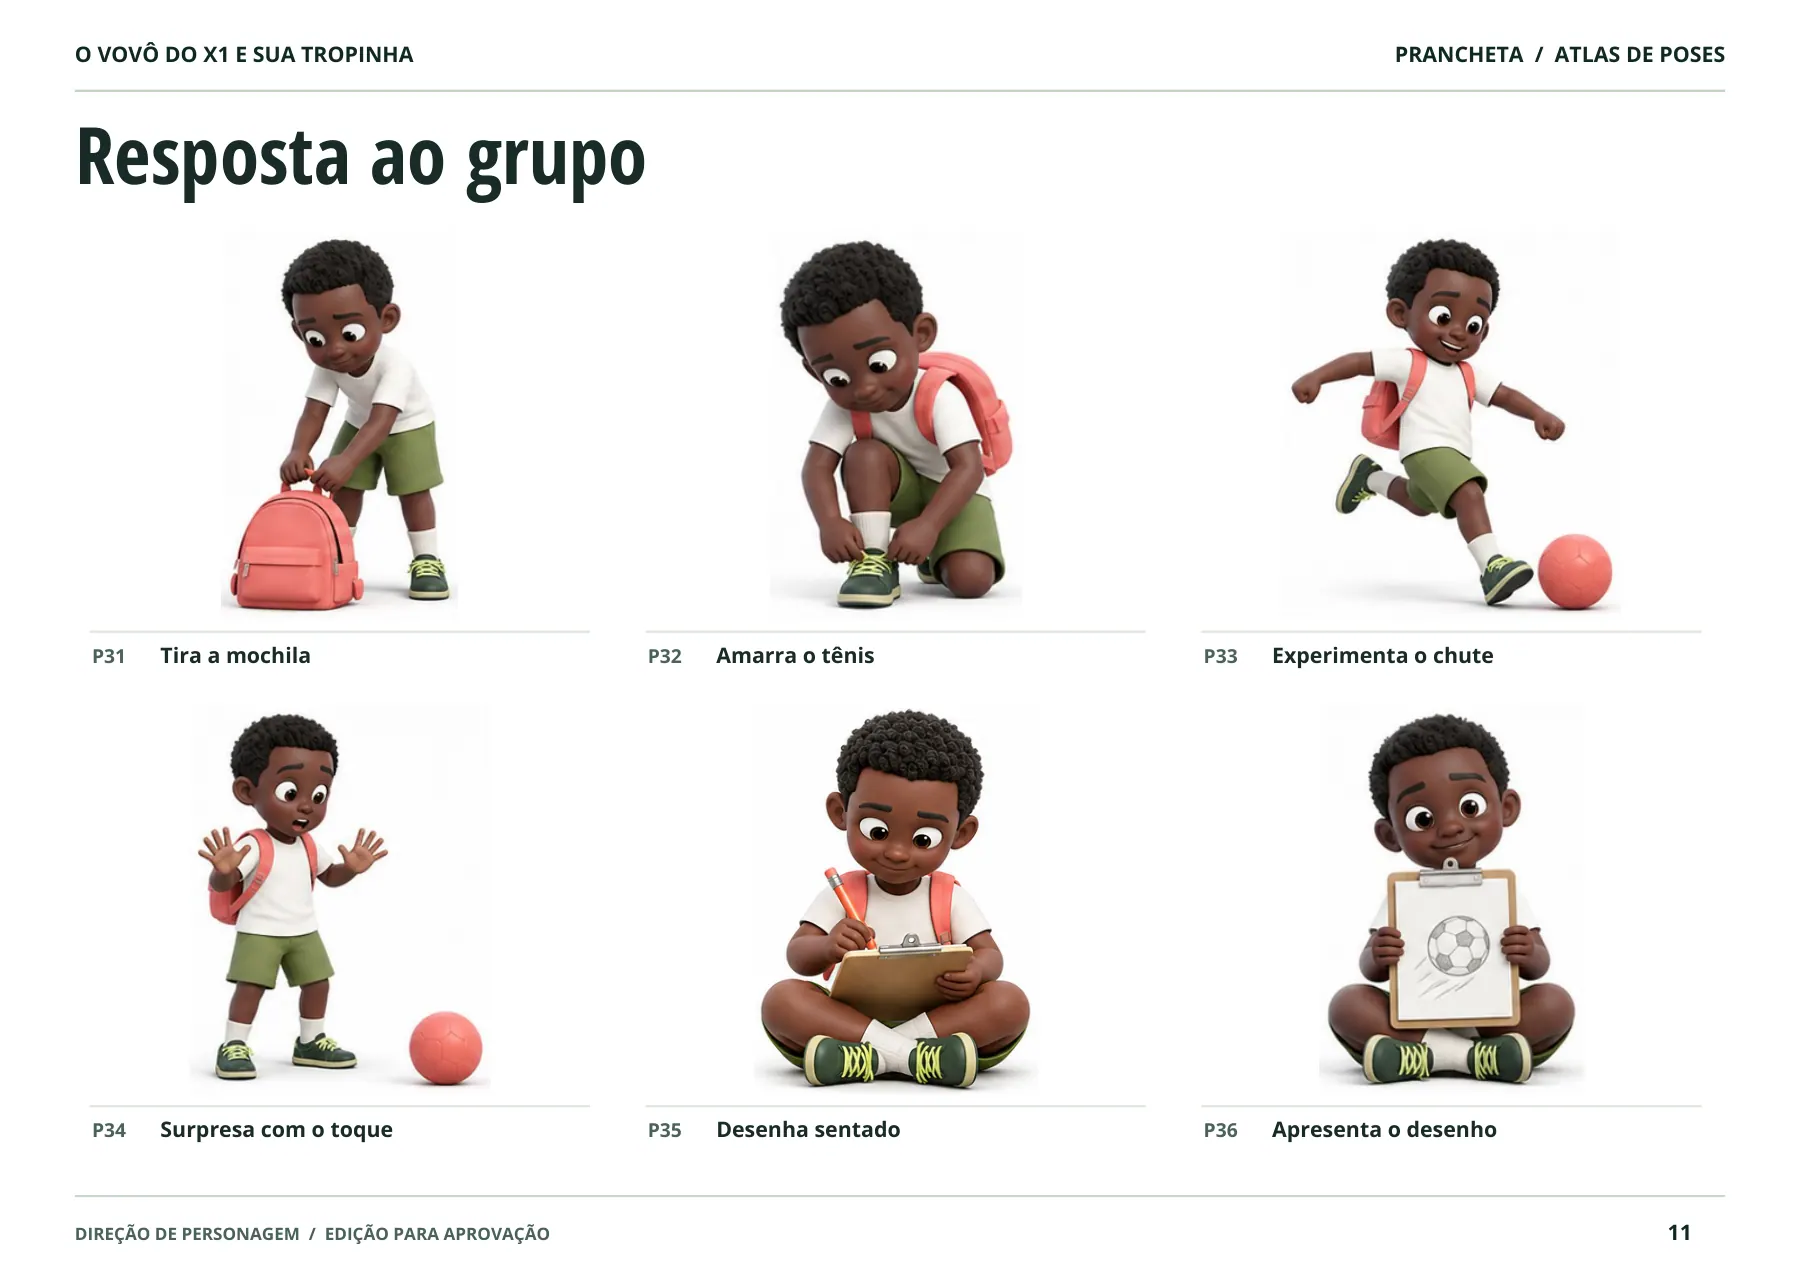 O VOVÔ DO X1 E SUA TROPINHA
PRANCHETA / ATLAS DE POSES
Resposta ao grupo
P31 Tira a mochila
P32 Amarra o tênis
P33 Experimenta o chute
P34 Surpresa com o toque
P35 Desenha sentado
P36 Apresenta o desenho
DIREÇÃO DE PERSONAGEM / EDIÇÃO PARA APROVAÇÃO
11